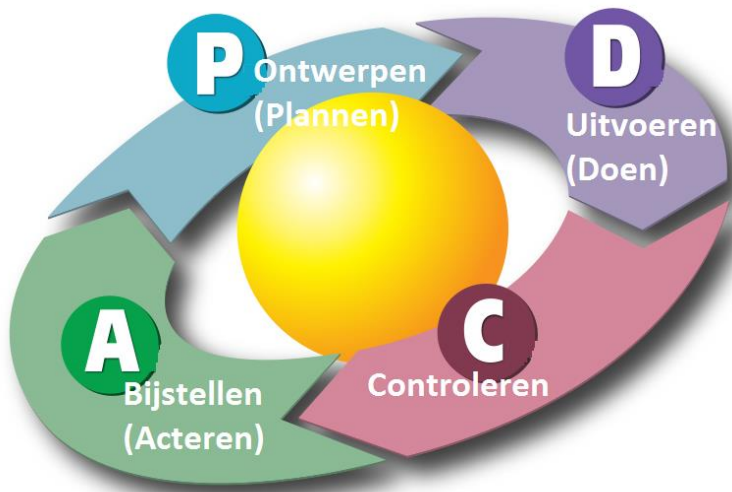 P
Ontwerpen
(Plannen)
D
Uitvoeren
(Doen)
C
Controleren
A
Bijstellen
(Acteren)